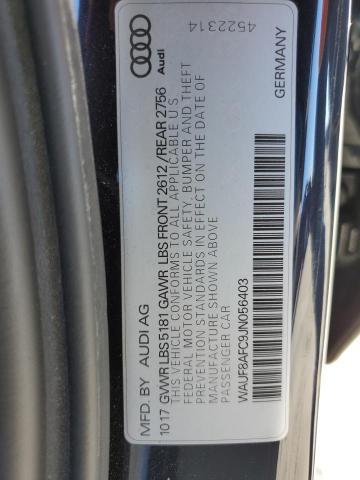 MFD. BY AUDI AG
1017 GVWR LBS 5181 GAWR LBS FRONT 2612 /REAR 2756
THIS VEHICLE CONFORMS TO ALL APPLICABLE U S
FEDERAL MOTOR VEHICLE SAFETY, BUMPER AND THEFT
PREVENTION STANDARDS IN EFFECT ON THE DATE OF
MANUFACTURE SHOWN ABOVE
PASSENGER CAR
WAUF8AFC9JN056403
Audi
4522314
GERMANY